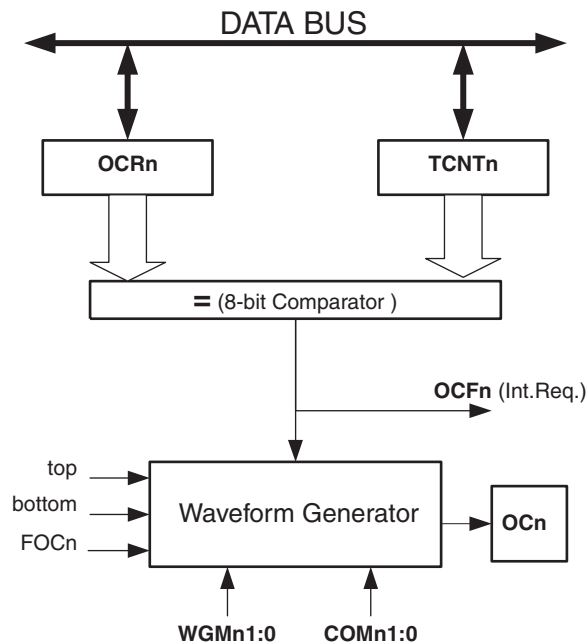 DATA BUS
OCRn
TCNTn
= (8-bit Comparator )
OCFn (Int.Req.)
top
bottom
FOCn
Waveform Generator
OCn
WGMn1:0
COMn1:0